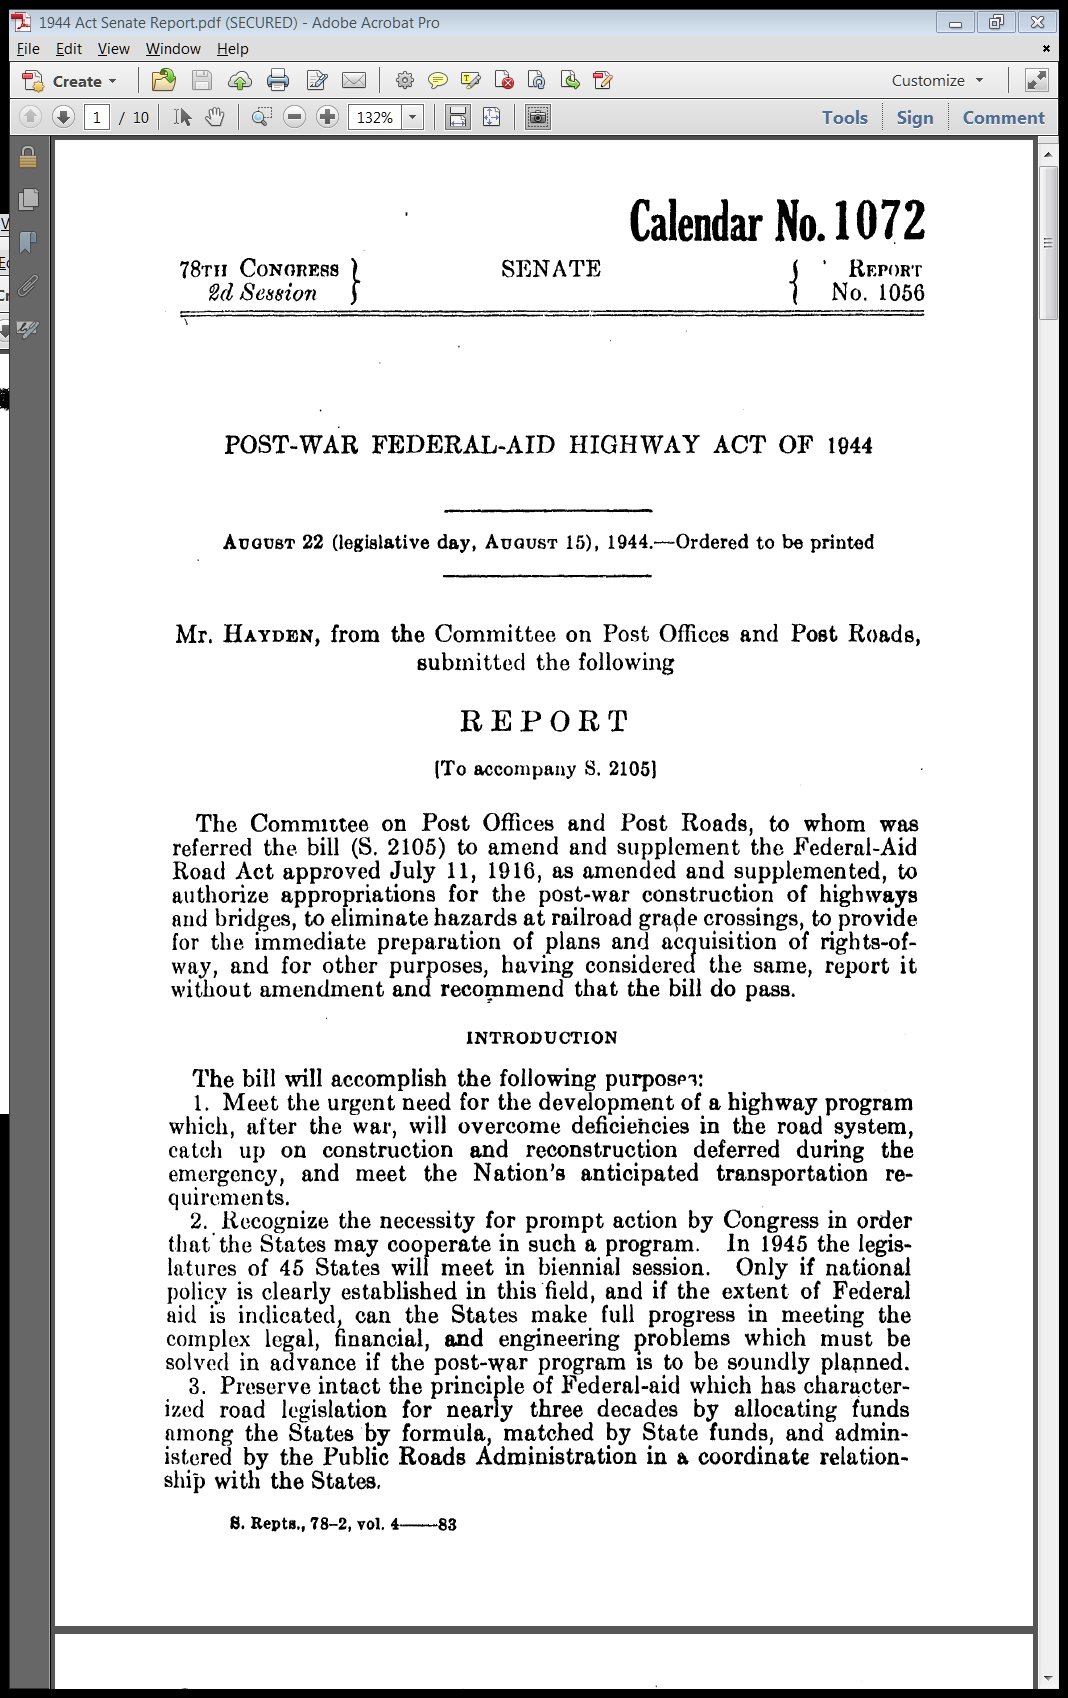 1944 Act Senate Report.pdf (SECURED) - Adobe Acrobat Pro
File Edit View Window Help
Create Customize
1 / 10 132% Tools Sign Comment
Calendar No. 1072
78TH CONGRESS } SENATE { REPORT
2d Session No. 1056
POST-WAR FEDERAL-AID HIGHWAY ACT OF 1944
AUGUST 22 (legislative day, AUGUST 15), 1944.—Ordered to be printed
Mr. HAYDEN, from the Committee on Post Offices and Post Roads,
submitted the following
REPORT
[To accompany S. 2105]
The Committee on Post Offices and Post Roads, to whom was
referred the bill (S. 2105) to amend and supplement the Federal-Aid
Road Act approved July 11, 1916, as amended and supplemented, to
authorize appropriations for the post-war construction of highways
and bridges, to eliminate hazards at railroad grade crossings, to provide
for the immediate preparation of plans and acquisition of rights-of-
way, and for other purposes, having considered the same, report it
without amendment and recommend that the bill do pass.
INTRODUCTION
The bill will accomplish the following purposes:
1. Meet the urgent need for the development of a highway program
which, after the war, will overcome deficiencies in the road system,
catch up on construction and reconstruction deferred during the
emergency, and meet the Nation's anticipated transportation re-
quirements.
2. Recognize the necessity for prompt action by Congress in order
that the States may cooperate in such a program. In 1945 the legis-
latures of 45 States will meet in biennial session. Only if national
policy is clearly established in this field, and if the extent of Federal
aid is indicated, can the States make full progress in meeting the
complex legal, financial, and engineering problems which must be
solved in advance if the post-war program is to be soundly planned.
3. Preserve intact the principle of Federal-aid which has character-
ized road legislation for nearly three decades by allocating funds
among the States by formula, matched by State funds, and admin-
istered by the Public Roads Administration in a coordinate relation-
ship with the States.
S. Repts., 78-2, vol. 4——83